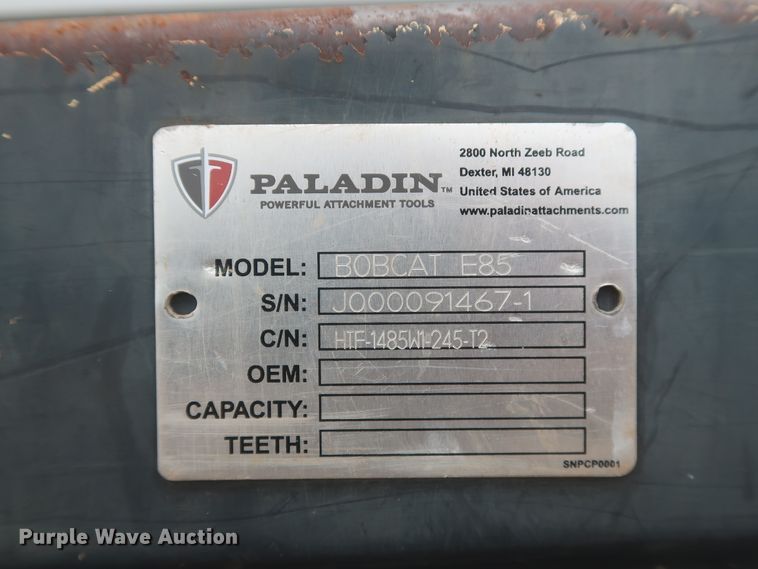 PALADIN™
POWERFUL ATTACHMENT TOOLS
2800 North Zeeb Road
Dexter, MI 48130
United States of America
www.paladinattachments.com
MODEL: BOBCAT E85
S/N: J000091467-1
C/N: HTF-1485W1-245-T2
OEM:
CAPACITY:
TEETH:
SNPCP0001
Purple Wave Auction